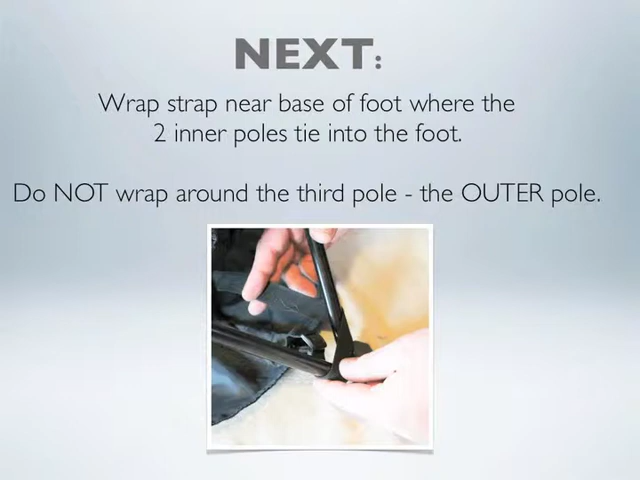 NEXT:
Wrap strap near base of foot where the
2 inner poles tie into the foot.
Do NOT wrap around the third pole - the OUTER pole.